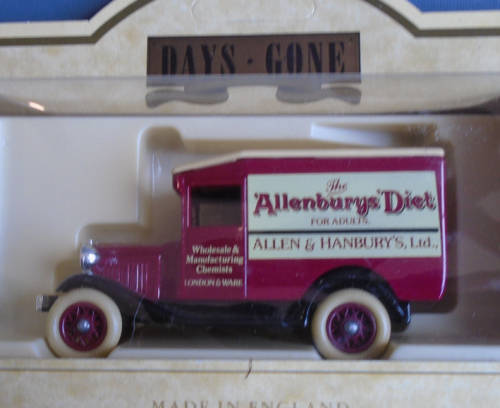 DAYS · GONE
The
Allenburys' Diet
FOR ADULTS.
ALLEN & HANBURY'S, Ltd.,
Wholesale &
Manufacturing
Chemists
LONDON & WARE
MADE IN ENGLAND